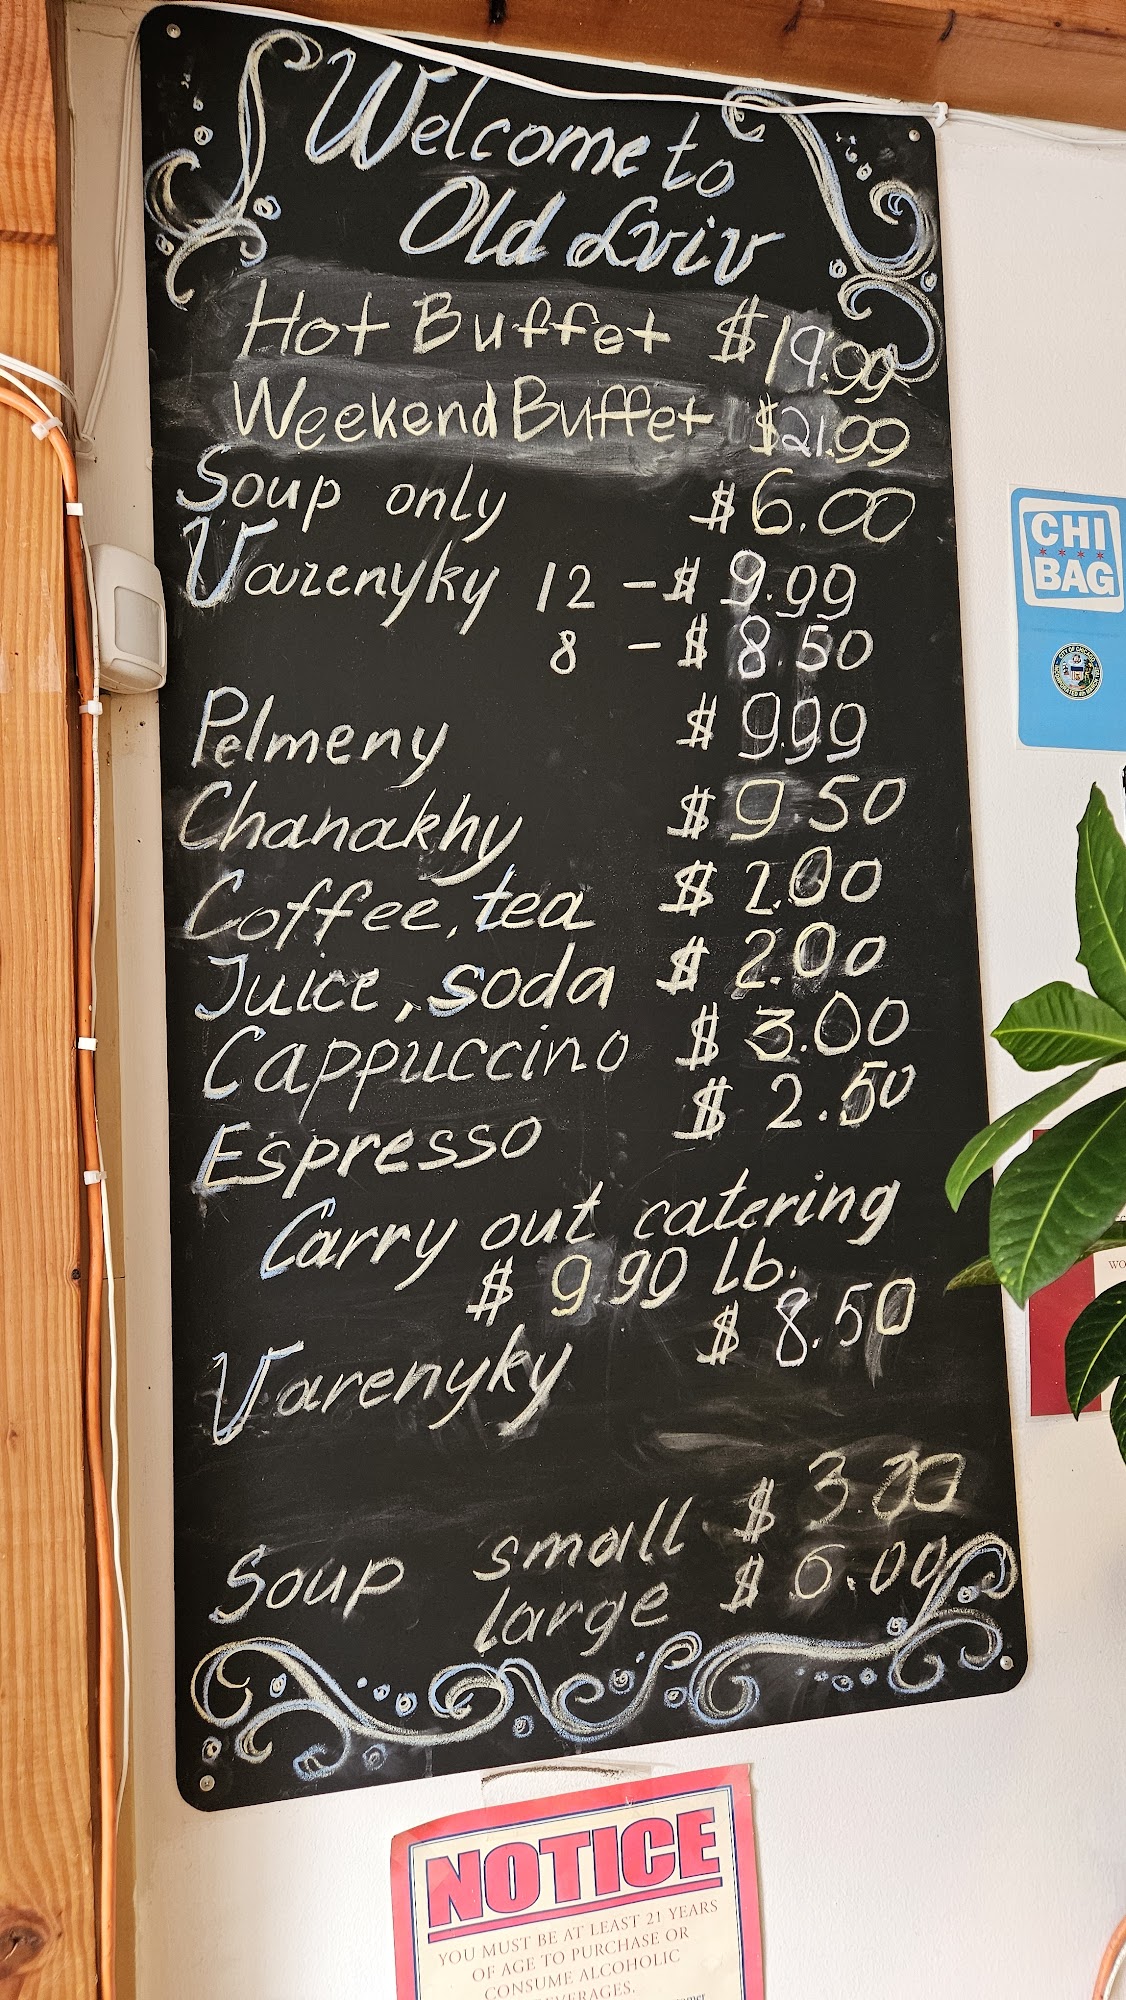 Welcome to
Old Lviv
Hot Buffet $19.99
Weekend Buffet $21.99
Soup only $6.00
Varenyky 12 - $9.99
8 - $8.50
Pelmeny $9.99
Chanakhy $9.50
Coffee, tea $2.00
Juice, soda $2.00
Cappuccino $3.00
Espresso $2.50
Carry out catering
$9.99 lb.
Varenyky $8.50
Soup small $3.00
large $6.00
CHI
BAG
NOTICE
YOU MUST BE AT LEAST 21 YEARS
OF AGE TO PURCHASE OR
CONSUME ALCOHOLIC
BEVERAGES.